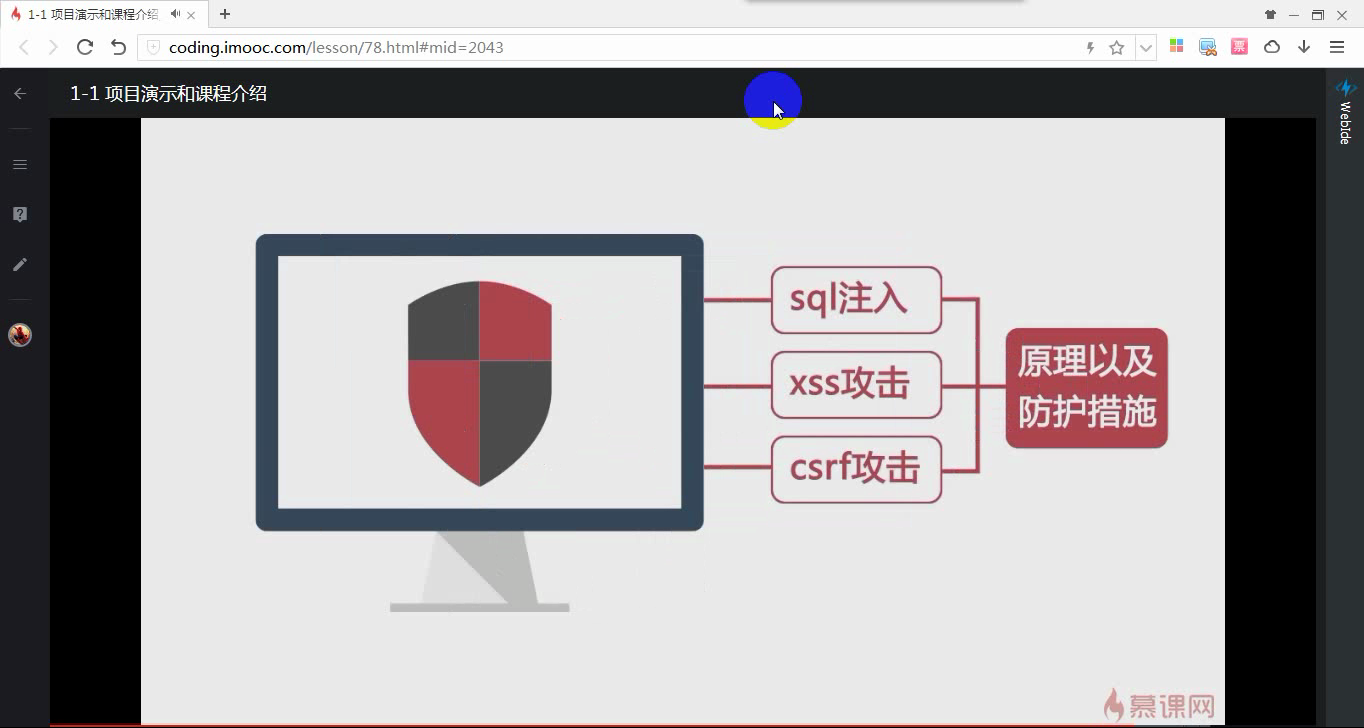 1-1 项目演示和课程介绍
coding.imooc.com/lesson/78.html#mid=2043
票
1-1 项目演示和课程介绍
WebIde
sql注入
xss攻击
csrf攻击
原理以及
防护措施
慕课网